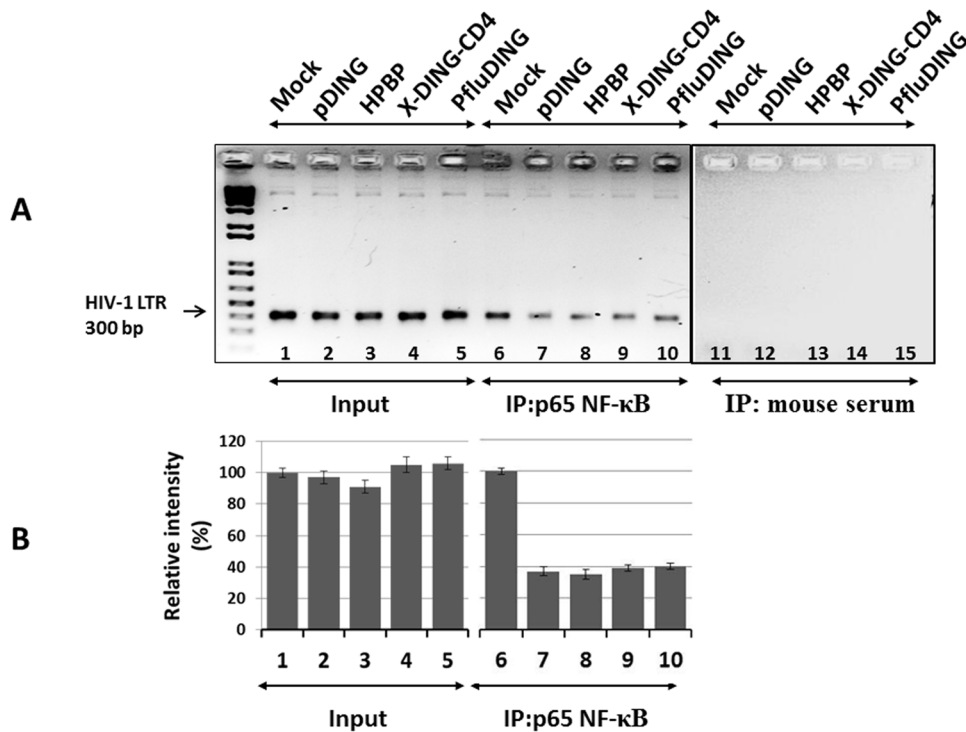 Mock pDING HPBP X-DING-CD4 PfluDING Mock pDING HPBP X-DING-CD4 PfluDING Mock pDING HPBP X-DING-CD4 PfluDING
A
HIV-1 LTR
300 bp
1 2 3 4 5 6 7 8 9 10 11 12 13 14 15
Input IP:p65 NF-κB IP: mouse serum
B
Relative intensity
(%)
120
100
80
60
40
20
0
1 2 3 4 5 6 7 8 9 10
Input IP:p65 NF-κB